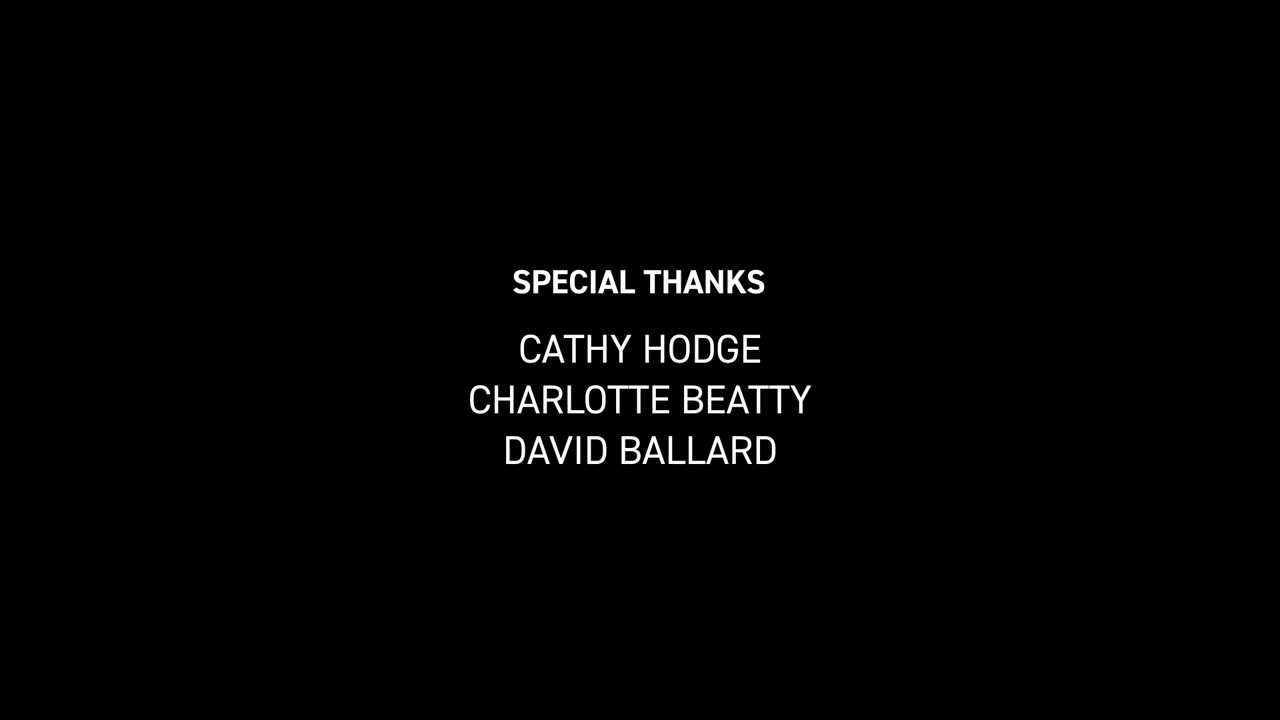 SPECIAL THANKS
CATHY HODGE
CHARLOTTE BEATTY
DAVID BALLARD